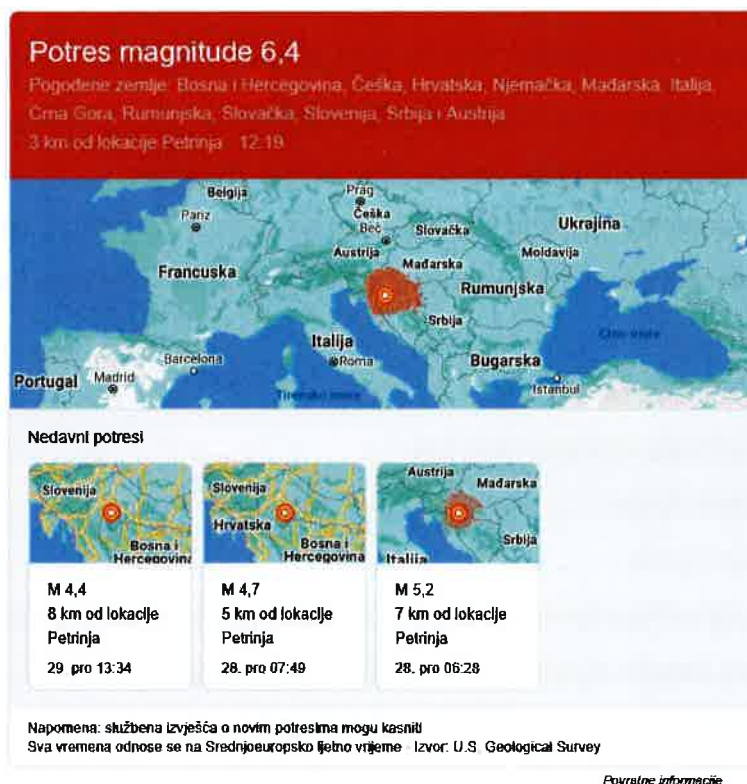 Potres magnitude 6,4
Pogođene zemlje: Bosna i Hercegovina, Češka, Hrvatska, Njemačka, Mađarska, Italija,
Crna Gora, Rumunjska, Slovačka, Slovenija, Srbija i Austrija
3 km od lokacije Petrinja · 12:19
Belgija
Prag
Pariz
Češka
Beč
Slovačka
Ukrajina
Austrija
Moldavija
Francuska
Mađarska
Rumunjska
Srbija
Italija
Crno more
Barcelona
Roma
Bugarska
Portugal
Madrid
Istanbul
Tirensko more
Nedavni potresi
Slovenija
Bosna i
Hercegovina
M 4,4
8 km od lokacije
Petrinja
29. pro 13:34
Slovenija
Hrvatska
Bosna i
Hercegovina
M 4,7
5 km od lokacije
Petrinja
28. pro 07:49
Austrija
Mađarska
Srbija
Italija
M 5,2
7 km od lokacije
Petrinja
28. pro 06:28
Napomena: službena izvješća o novim potresima mogu kasniti
Sva vremena odnose se na Srednjoeuropsko ljetno vrijeme · Izvor: U.S. Geological Survey
Povratne informacije